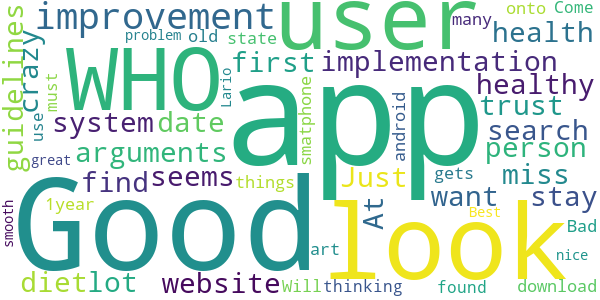 guidelines
crazy
improvement
user
many
onto
Come
problem
old
state
health
must
WHO
first
implementation
Lario
smatphone
healthy
use
system
date
app
android
trust
search
arguments
person
great
find
seems
things
Just
gets
miss
want
stay
smooth
1year
Good
look
At
Best
Bad
art
nice
diet
lot
website
Will
thinking
found
download